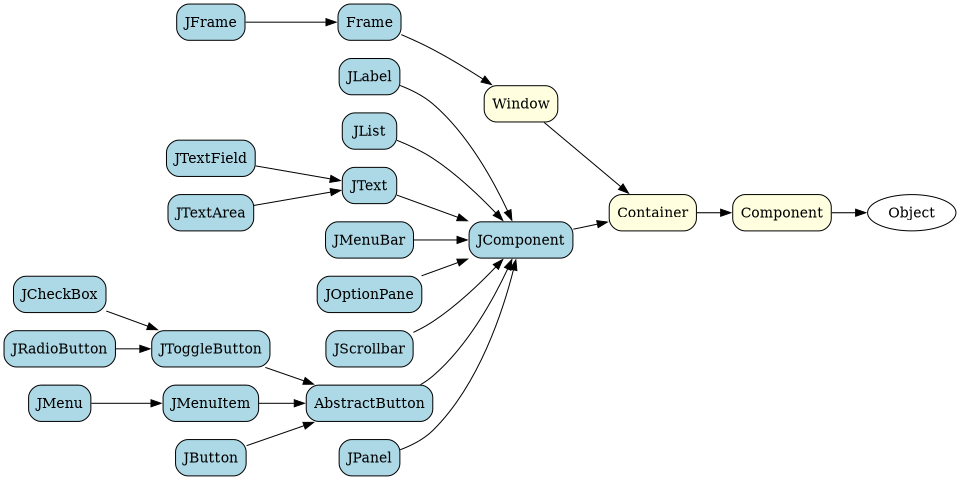 JFrame
Frame
JLabel
Window
JList
JTextField
JText
JTextArea
Container
Component
Object
JMenuBar
JComponent
JOptionPane
JCheckBox
JScrollbar
JRadioButton
JToggleButton
JMenu
JMenuItem
AbstractButton
JButton
JPanel